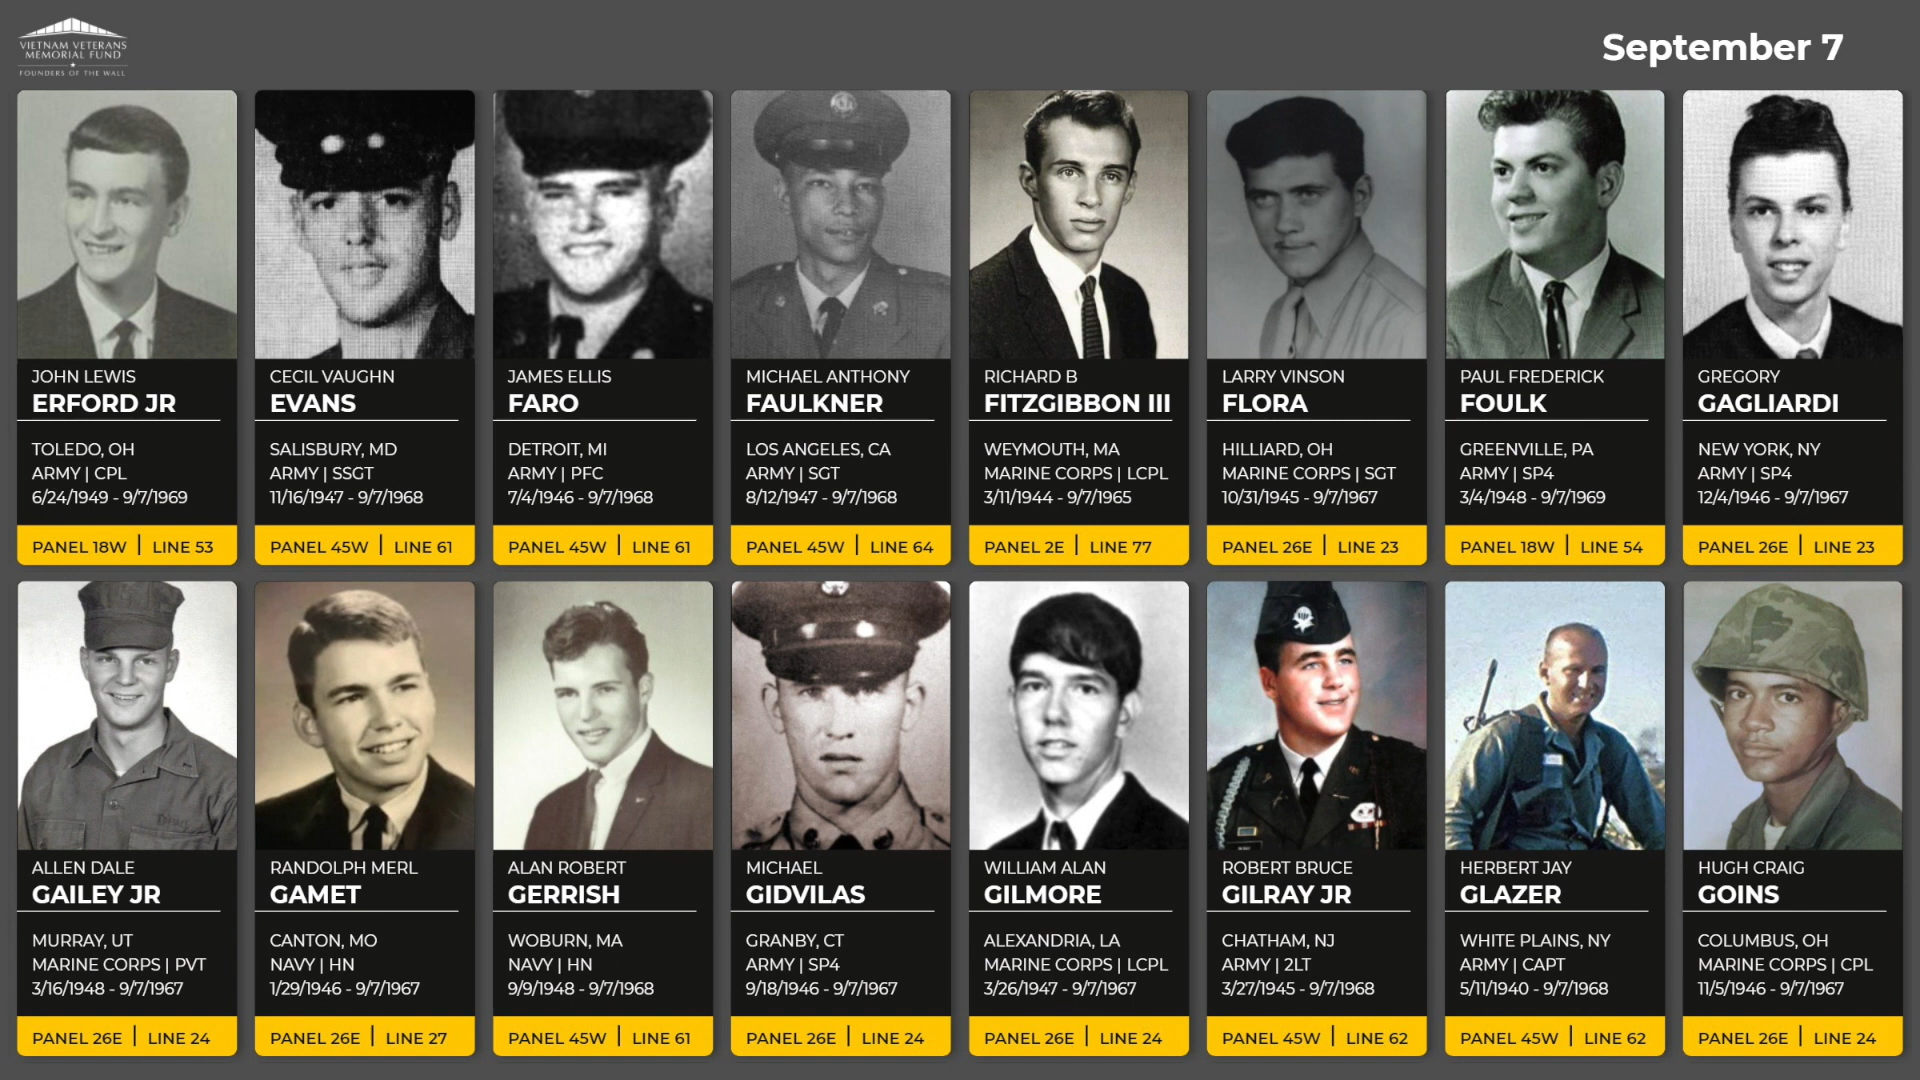 VIETNAM VETERANS
MEMORIAL FUND
FOUNDERS OF THE WALL
September 7
JOHN LEWIS
ERFORD JR
TOLEDO, OH
ARMY | CPL
6/24/1949 - 9/7/1969
PANEL 18W | LINE 53
CECIL VAUGHN
EVANS
SALISBURY, MD
ARMY | SSGT
11/16/1947 - 9/7/1968
PANEL 45W | LINE 61
JAMES ELLIS
FARO
DETROIT, MI
ARMY | PFC
7/4/1946 - 9/7/1968
PANEL 45W | LINE 61
MICHAEL ANTHONY
FAULKNER
LOS ANGELES, CA
ARMY | SGT
8/12/1947 - 9/7/1968
PANEL 45W | LINE 64
RICHARD B
FITZGIBBON III
WEYMOUTH, MA
MARINE CORPS | LCPL
3/11/1944 - 9/7/1965
PANEL 2E | LINE 77
LARRY VINSON
FLORA
HILLIARD, OH
MARINE CORPS | SGT
10/31/1945 - 9/7/1967
PANEL 26E | LINE 23
PAUL FREDERICK
FOULK
GREENVILLE, PA
ARMY | SP4
3/4/1948 - 9/7/1969
PANEL 18W | LINE 54
GREGORY
GAGLIARDI
NEW YORK, NY
ARMY | SP4
12/4/1946 - 9/7/1967
PANEL 26E | LINE 23
ALLEN DALE
GAILEY JR
MURRAY, UT
MARINE CORPS | PVT
3/16/1948 - 9/7/1967
PANEL 26E | LINE 24
RANDOLPH MERL
GAMET
CANTON, MO
NAVY | HN
1/29/1946 - 9/7/1967
PANEL 26E | LINE 27
ALAN ROBERT
GERRISH
WOBURN, MA
NAVY | HN
9/9/1948 - 9/7/1968
PANEL 45W | LINE 61
MICHAEL
GIDVILAS
GRANBY, CT
ARMY | SP4
9/18/1946 - 9/7/1967
PANEL 26E | LINE 24
WILLIAM ALAN
GILMORE
ALEXANDRIA, LA
MARINE CORPS | LCPL
3/26/1947 - 9/7/1967
PANEL 26E | LINE 24
ROBERT BRUCE
GILRAY JR
CHATHAM, NJ
ARMY | 2LT
3/27/1945 - 9/7/1968
PANEL 45W | LINE 62
HERBERT JAY
GLAZER
WHITE PLAINS, NY
ARMY | CAPT
5/11/1940 - 9/7/1968
PANEL 45W | LINE 62
HUGH CRAIG
GOINS
COLUMBUS, OH
MARINE CORPS | CPL
11/5/1946 - 9/7/1967
PANEL 26E | LINE 24